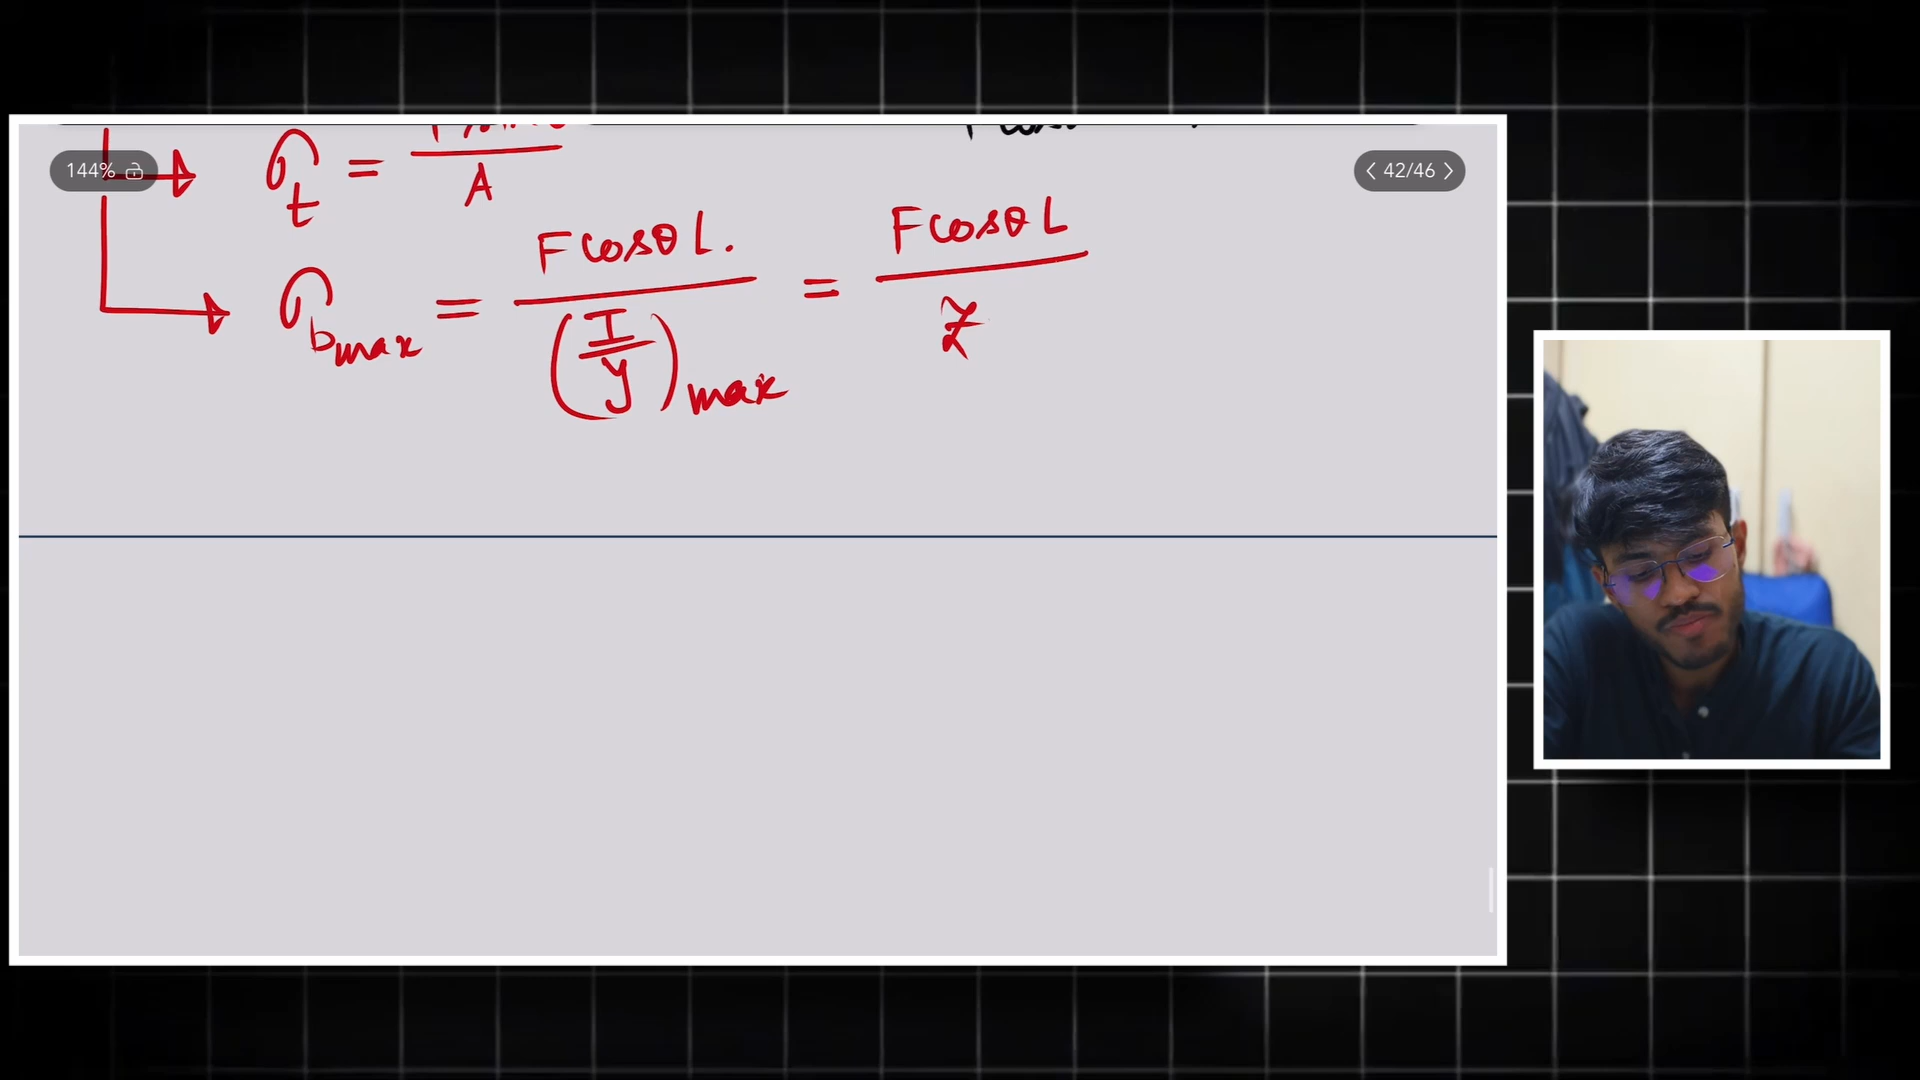 144%
42/46
σt = / A
σbmax = Fcosθ L. / (I/y)max = Fcosθ L / Z